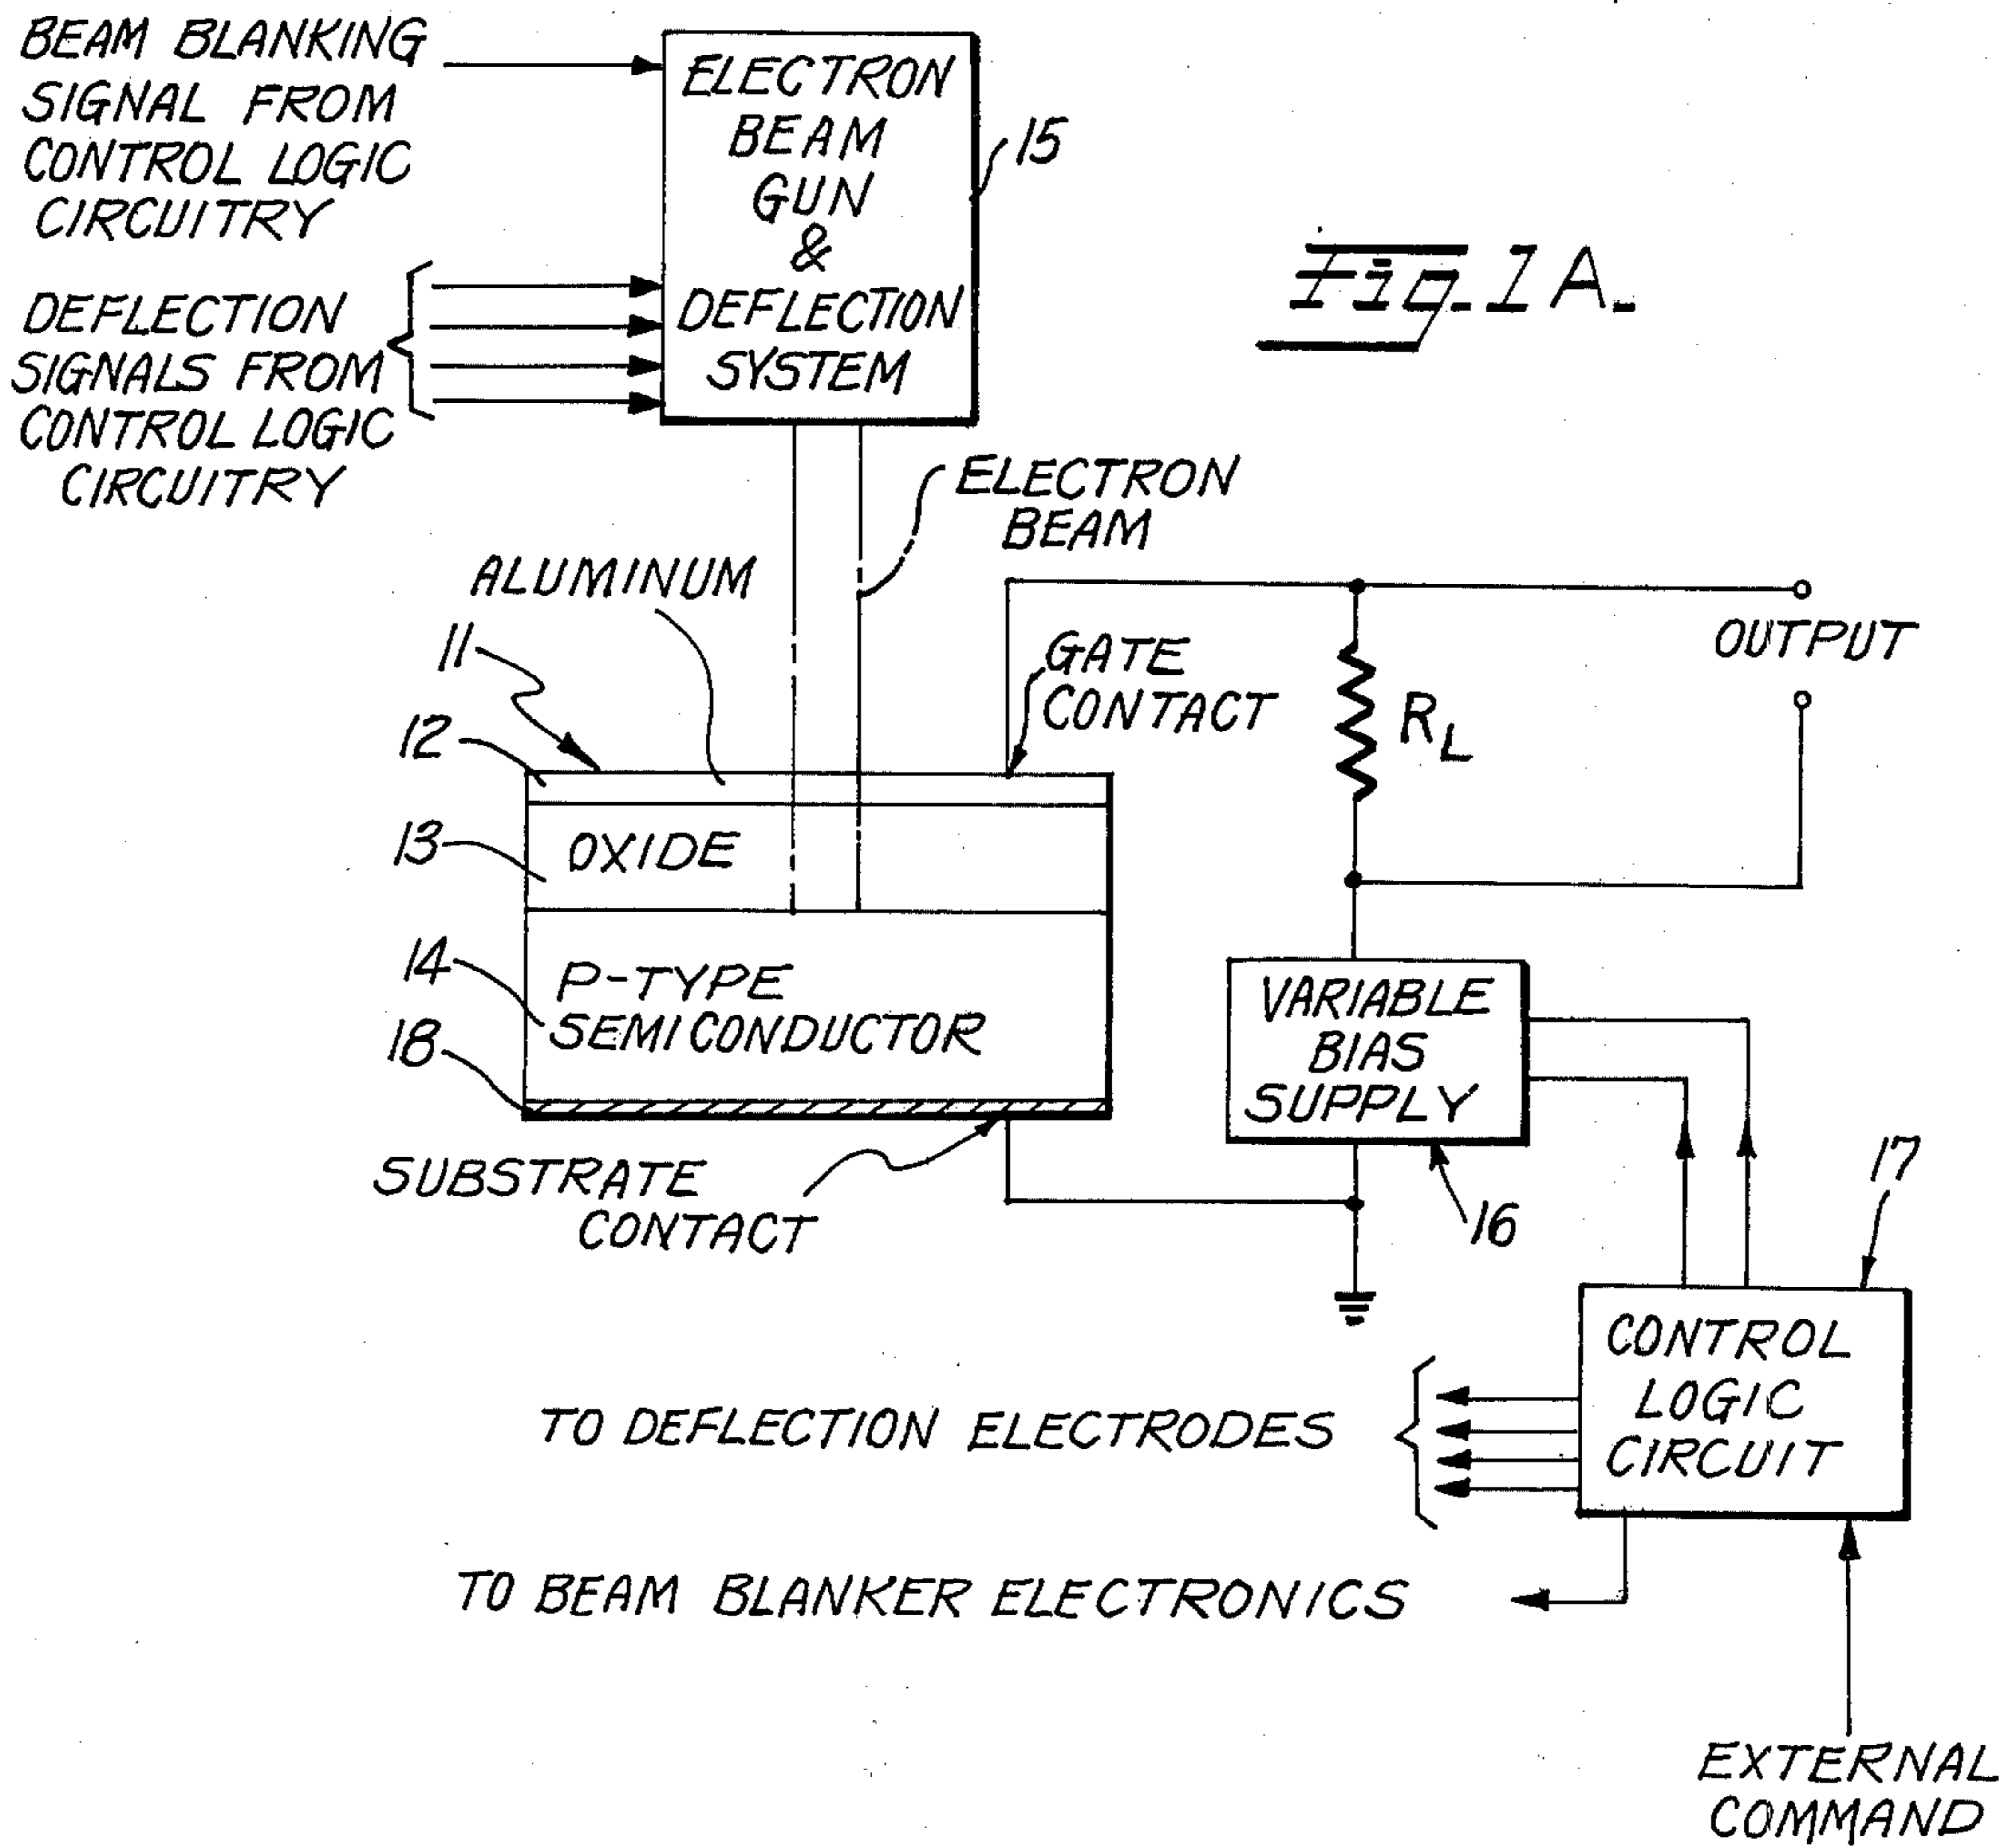 BEAM BLANKING
SIGNAL FROM
CONTROL LOGIC
CIRCUITRY
ELECTRON
BEAM
GUN
&
DEFLECTION
SYSTEM
15
Fig. 1A.
DEFLECTION
SIGNALS FROM
CONTROL LOGIC
CIRCUITRY
ELECTRON
BEAM
ALUMINUM
11
12
GATE
CONTACT
OUTPUT
RL
13
OXIDE
14
P-TYPE
SEMICONDUCTOR
18
SUBSTRATE
CONTACT
VARIABLE
BIAS
SUPPLY
16
17
CONTROL
LOGIC
CIRCUIT
TO DEFLECTION ELECTRODES
TO BEAM BLANKER ELECTRONICS
EXTERNAL
COMMAND